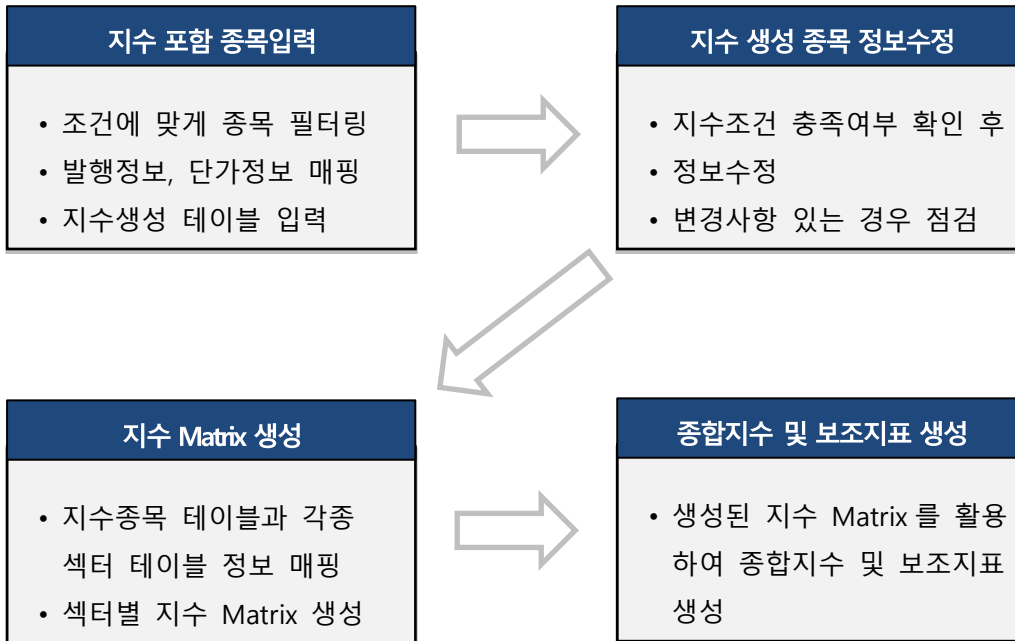 지수 포함 종목입력
• 조건에 맞게 종목 필터링
• 발행정보, 단가정보 매핑
• 지수생성 테이블 입력
지수 생성 종목 정보수정
• 지수조건 충족여부 확인 후
• 정보수정
• 변경사항 있는 경우 점검
지수 Matrix 생성
• 지수종목 테이블과 각종
섹터 테이블 정보 매핑
• 섹터별 지수 Matrix 생성
종합지수 및 보조지표 생성
• 생성된 지수 Matrix 를 활용
하여 종합지수 및 보조지표
생성